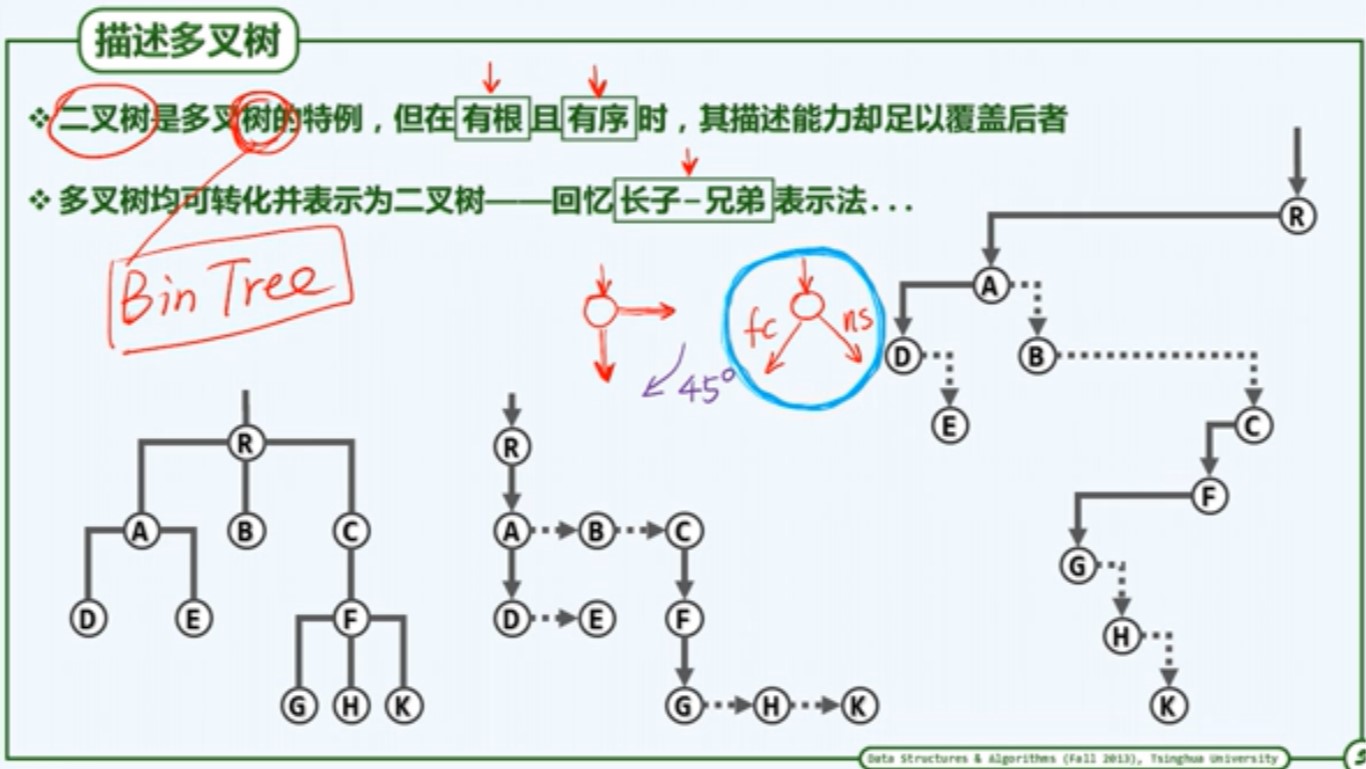 描述多叉树
❖ 二叉树是多叉树的特例，但在有根且有序时，其描述能力却足以覆盖后者
❖ 多叉树均可转化并表示为二叉树——回忆长子-兄弟表示法...
Bin Tree
fc ns
45°
R
A B C
D E F
G H K
R
A B C
D E F
G H K
R
A
D B
E C
F
G
H
K
Data Structures & Algorithms (Fall 2013), Tsinghua University